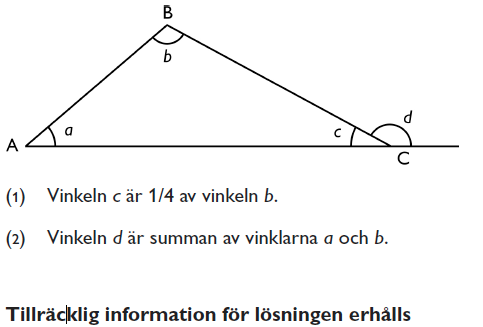 B
b
a
c
d
A
C
(1) Vinkeln c är 1/4 av vinkeln b.
(2) Vinkeln d är summan av vinklarna a och b.
Tillräcklig information för lösningen erhålls